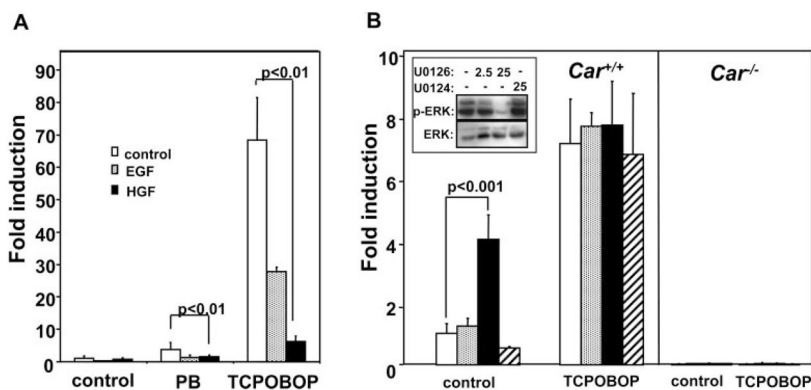 A
Fold induction
90
80
70
60
50
40
30
20
10
0
p<0.01
control
EGF
HGF
p<0.01
control PB TCPOBOP
B
Fold induction
10
8
6
4
2
0
U0126: - 2.5 25 -
U0124: - - - 25
p-ERK:
ERK:
Car+/+
Car-/-
p<0.001
control TCPOBOP control TCPOBOP